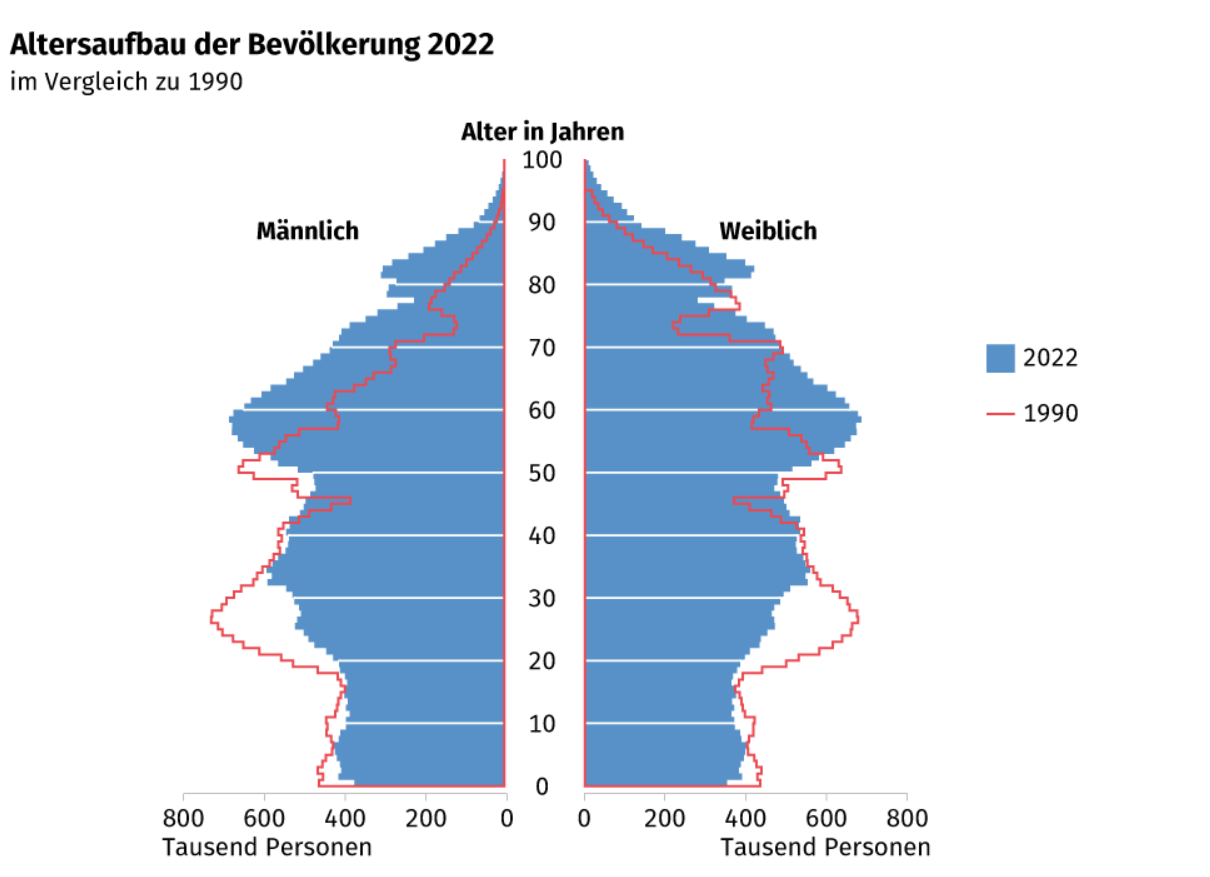 Altersaufbau der Bevölkerung 2022
im Vergleich zu 1990
Alter in Jahren
100
Männlich
90
Weiblich
80
70
2022
60
1990
50
40
30
20
10
0
800 600 400 200 0 0 200 400 600 800
Tausend Personen Tausend Personen